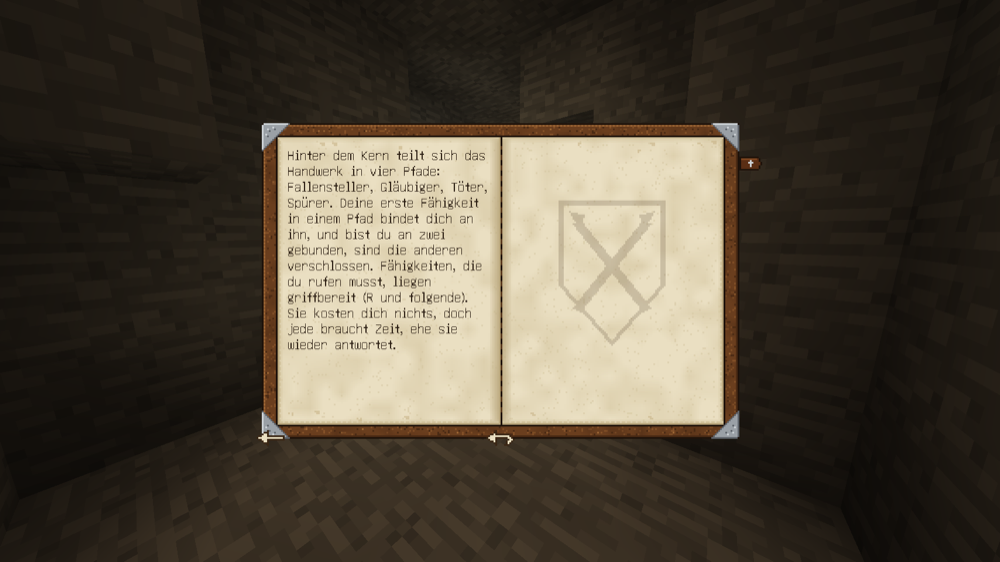 Hinter dem Kern teilt sich das
Handwerk in vier Pfade:
Fallensteller, Gläubiger, Töter,
Spürer. Deine erste Fähigkeit
in einem Pfad bindet dich an
ihn, und bist du an zwei
gebunden, sind die anderen
verschlossen. Fähigkeiten, die
du rufen musst, liegen
griffbereit (R und folgende).
Sie kosten dich nichts, doch
jede braucht Zeit, ehe sie
wieder antwortet.